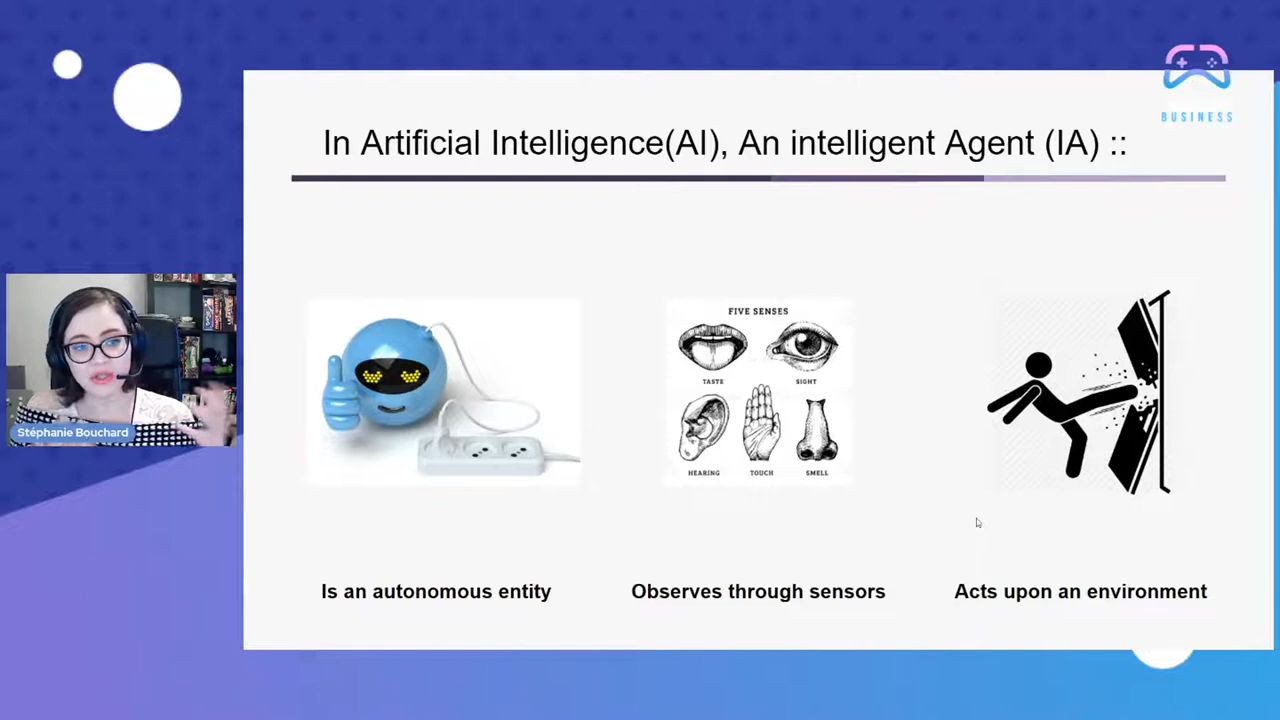 BUSINESS
In Artificial Intelligence(AI), An intelligent Agent (IA) ::
FIVE SENSES
TASTE
SIGHT
HEARING
TOUCH
SMELL
Stéphanie Bouchard
Is an autonomous entity
Observes through sensors
Acts upon an environment